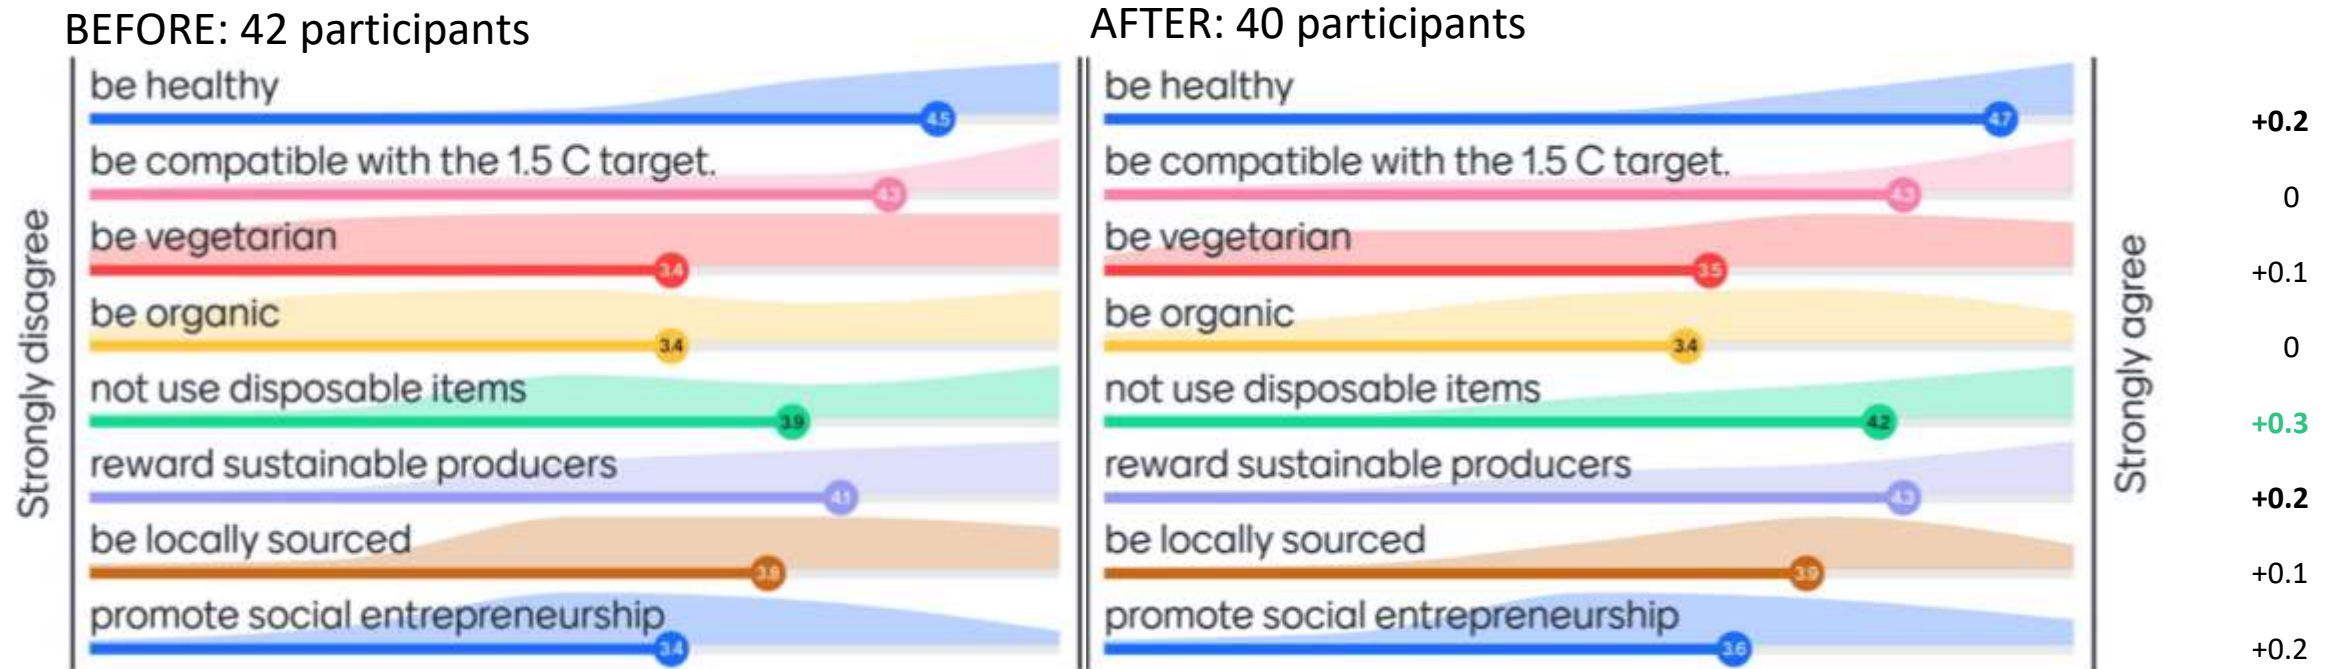 BEFORE: 42 participants
AFTER: 40 participants
Strongly disagree
be healthy
4.5
be compatible with the 1.5 C target.
4.3
be vegetarian
3.4
be organic
3.4
not use disposable items
3.9
reward sustainable producers
4.1
be locally sourced
3.8
promote social entrepreneurship
3.4
be healthy
4.7
be compatible with the 1.5 C target.
4.3
be vegetarian
3.5
be organic
3.4
not use disposable items
4.2
reward sustainable producers
4.3
be locally sourced
3.9
promote social entrepreneurship
3.6
Strongly agree
+0.2
0
+0.1
0
+0.3
+0.2
+0.1
+0.2